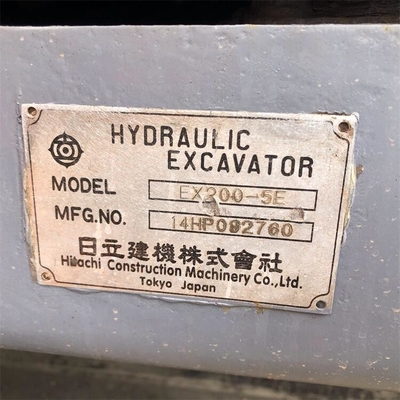 HYDRAULIC
EXCAVATOR
MODEL EX200-5E
MFG.NO. 14HP092760
日立建機株式會社
Hitachi Construction Machinery Co.,Ltd.
Tokyo Japan